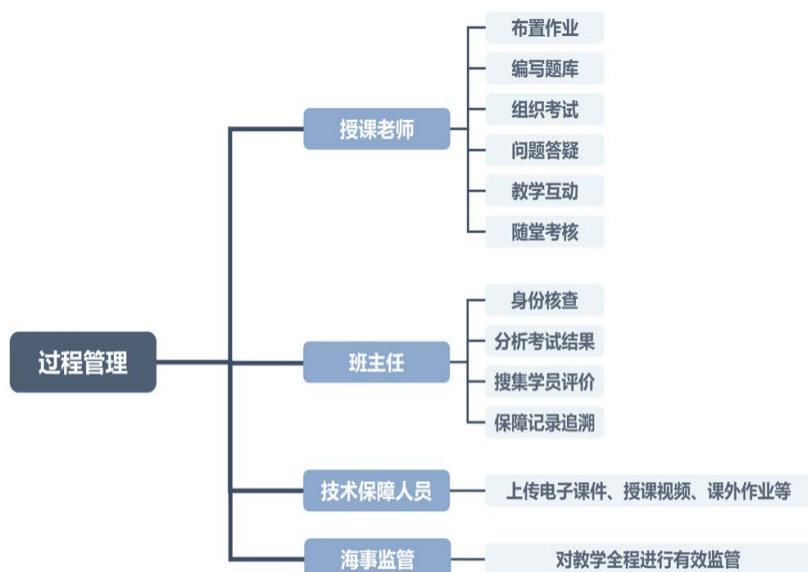 过程管理
授课老师
布置作业
编写题库
组织考试
问题答疑
教学互动
随堂考核
班主任
身份核查
分析考试结果
搜集学员评价
保障记录追溯
技术保障人员
上传电子课件、授课视频、课外作业等
海事监管
对教学全程进行有效监管